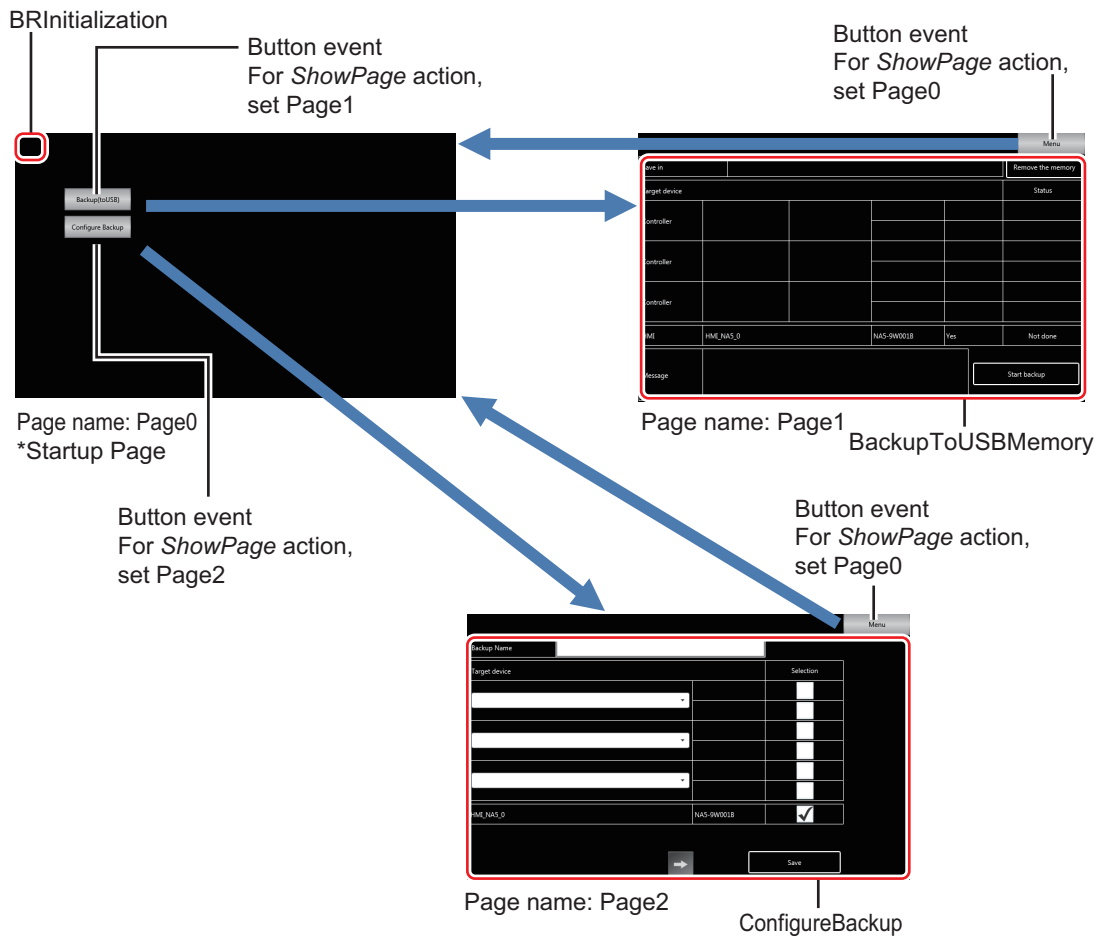 BRInitialization
Button event
For ShowPage action,
set Page1
Button event
For ShowPage action,
set Page0
Backup(toUSB)
Configure Backup
Page name: Page0
*Startup Page
Button event
For ShowPage action,
set Page2
Menu
ave in
Remove the memory
arget device
Status
ontroller
ontroller
ontroller
HMI
HMI_NA5_0
NA5-9W001B
Yes
Not done
Message
Start backup
Page name: Page1
BackupToUSBMemory
Button event
For ShowPage action,
set Page0
Menu
Backup Name
Target device
Selection
HMI_NA5_0
NA5-9W001B
Save
Page name: Page2
ConfigureBackup